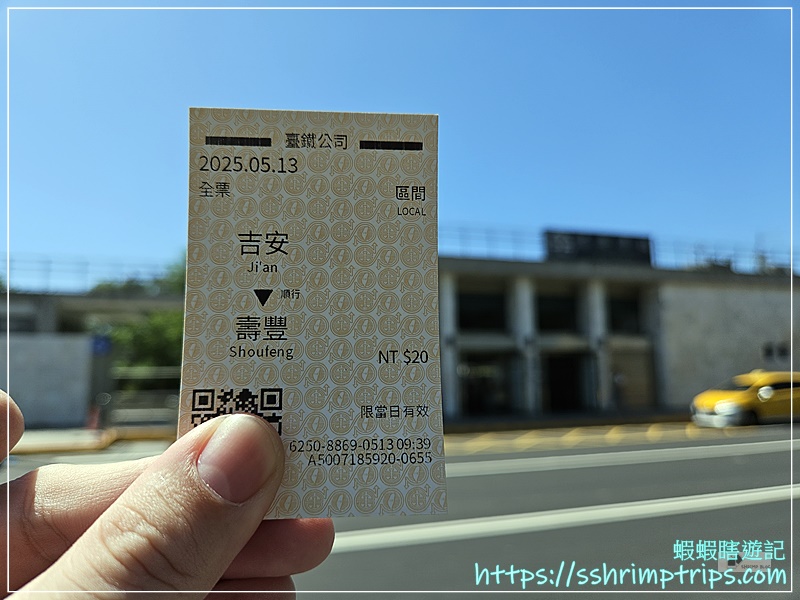 臺鐵公司
2025.05.13
全票 區間
LOCAL
吉安
Ji'an
順行
壽豐
Shoufeng
NT $20
限當日有效
6250-8869-0513 09:39
A5007185920-0655
蝦蝦瞎遊記
https://sshrimptrips.com